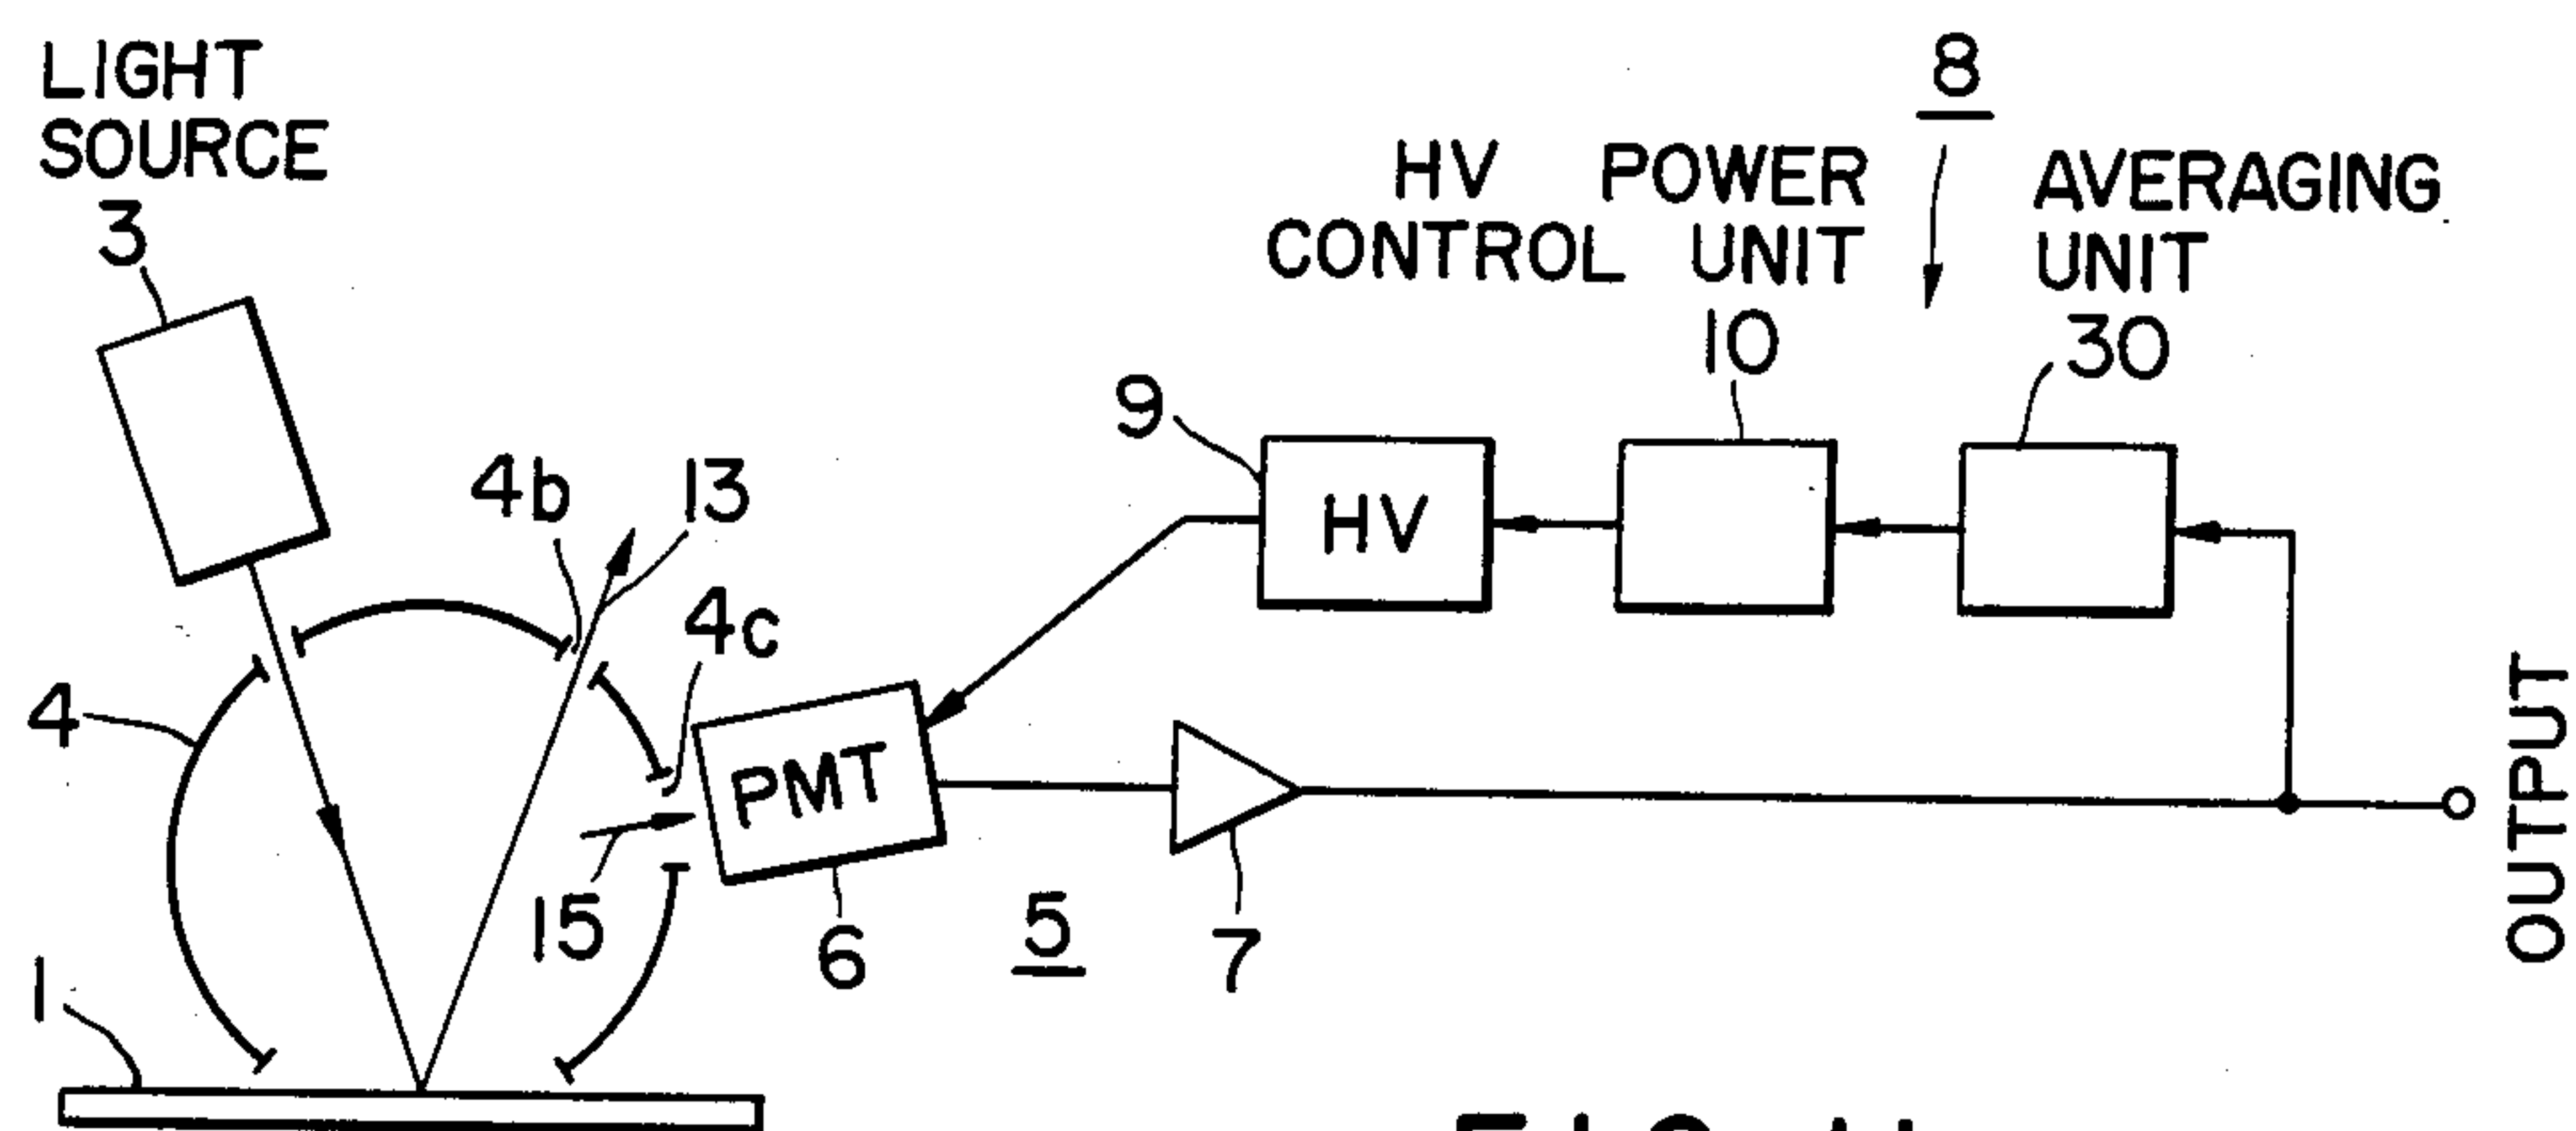 LIGHT
SOURCE
3
8
HV POWER
CONTROL UNIT
10
AVERAGING
UNIT
30
9
HV
4b
13
4c
4
PMT
15
6
5
7
1
OUTPUT